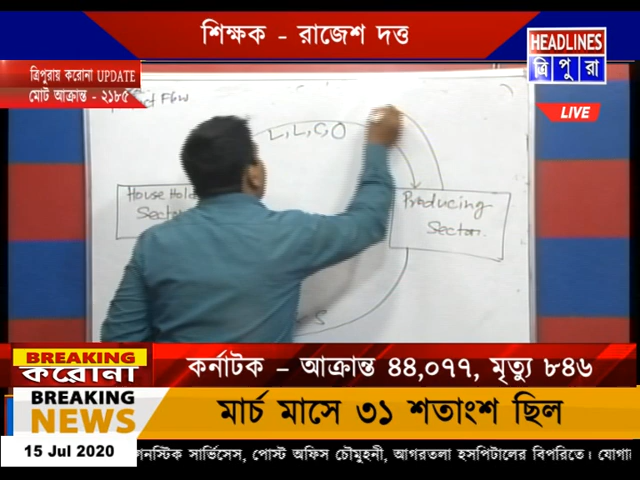 শিক্ষক - রাজেশ দত্ত
HEADLINES
ত্রিপুরা
LIVE
ত্রিপুরায় করোনা UPDATE
মোট আক্রান্ত - ২১৮৫
Flow
L, L, C, O
House Hold
Sector
Producing
Sector.
S
BREAKING
করোনা
কর্নাটক – আক্রান্ত ৪৪,০৭৭, মৃত্যু ৮৪৬
BREAKING
NEWS
মার্চ মাসে ৩১ শতাংশ ছিল
15 Jul 2020
গনস্টিক সার্ভিসেস, পোস্ট অফিস চৌমুহনী, আগরতলা হসপিটালের বিপরিতে। যোগা